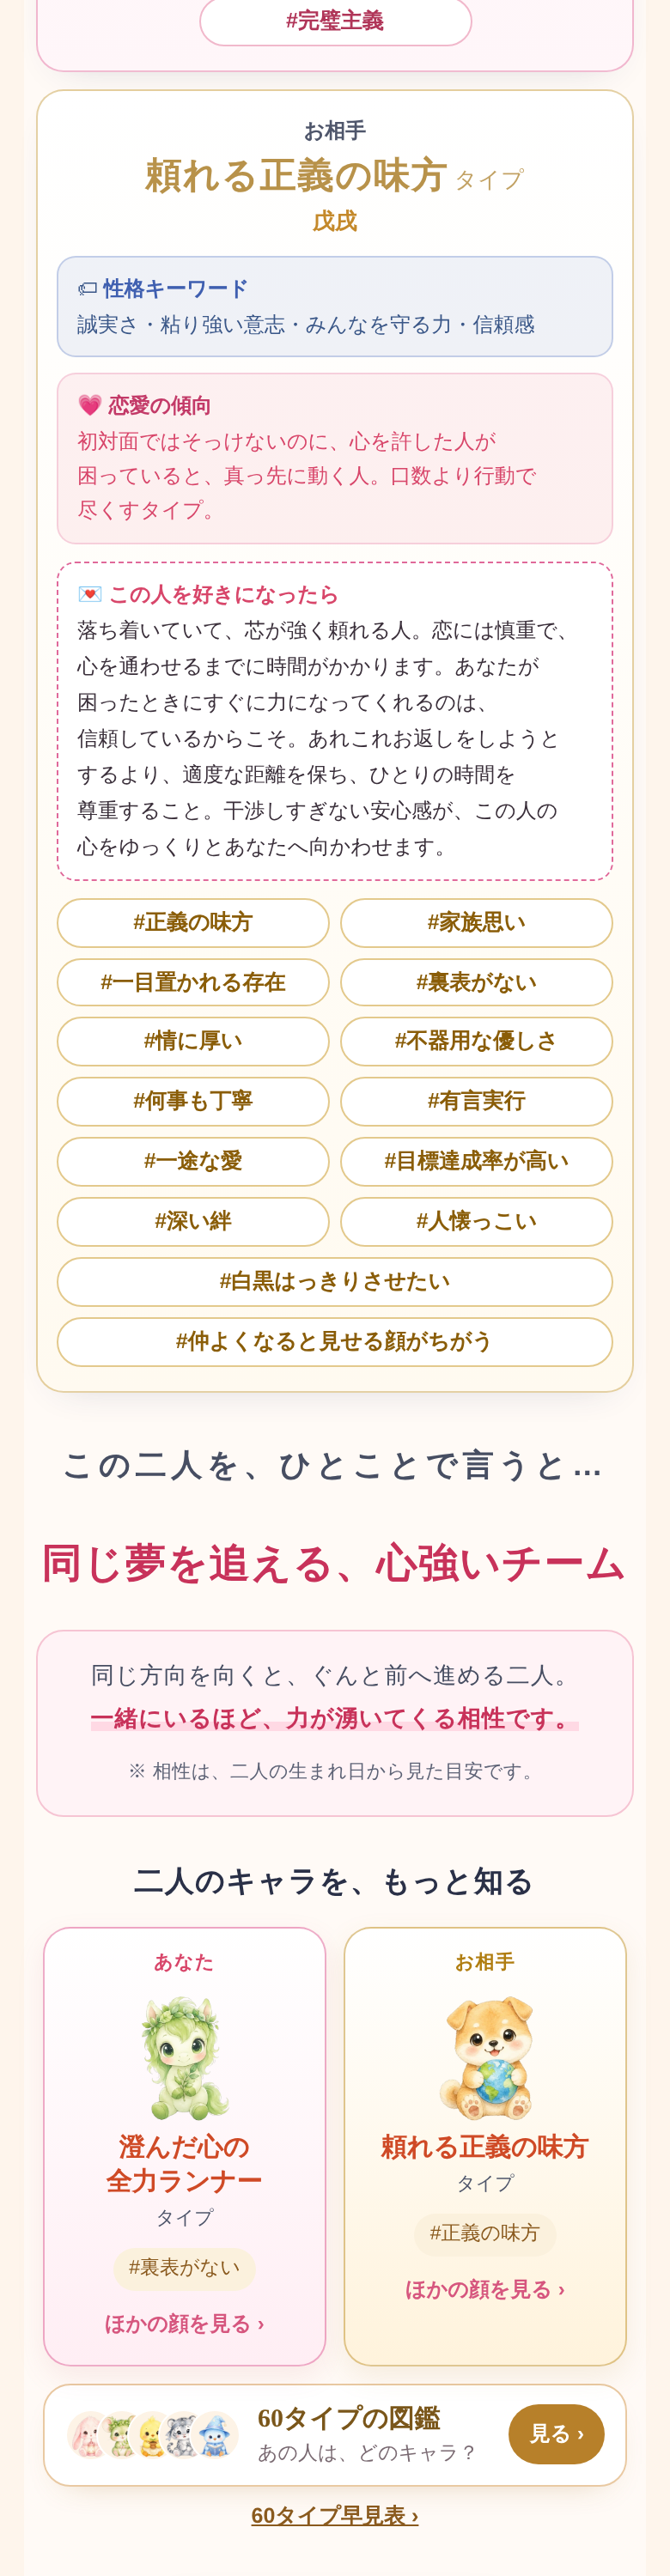 #完璧主義
お相手
頼れる正義の味方 タイプ
戊戌
🏷 性格キーワード
誠実さ・粘り強い意志・みんなを守る力・信頼感
💗 恋愛の傾向
初対面ではそっけないのに、心を許した人が
困っていると、真っ先に動く人。口数より行動で
尽くすタイプ。
💌 この人を好きになったら
落ち着いていて、芯が強く頼れる人。恋には慎重で、
心を通わせるまでに時間がかかります。あなたが
困ったときにすぐに力になってくれるのは、
信頼しているからこそ。あれこれお返しをしようと
するより、適度な距離を保ち、ひとりの時間を
尊重すること。干渉しすぎない安心感が、この人の
心をゆっくりとあなたへ向かわせます。
#正義の味方
#家族思い
#一目置かれる存在
#裏表がない
#情に厚い
#不器用な優しさ
#何事も丁寧
#有言実行
#一途な愛
#目標達成率が高い
#深い絆
#人懐っこい
#白黒はっきりさせたい
#仲よくなると見せる顔がちがう
この二人を、ひとことで言うと…
同じ夢を追える、心強いチーム
同じ方向を向くと、ぐんと前へ進める二人。
一緒にいるほど、力が湧いてくる相性です。
※ 相性は、二人の生まれ日から見た目安です。
二人のキャラを、もっと知る
あなた
澄んだ心の
全力ランナー
タイプ
#裏表がない
ほかの顔を見る ›
お相手
頼れる正義の味方
タイプ
#正義の味方
ほかの顔を見る ›
60タイプの図鑑
あの人は、どのキャラ？
見る ›
60タイプ早見表 ›